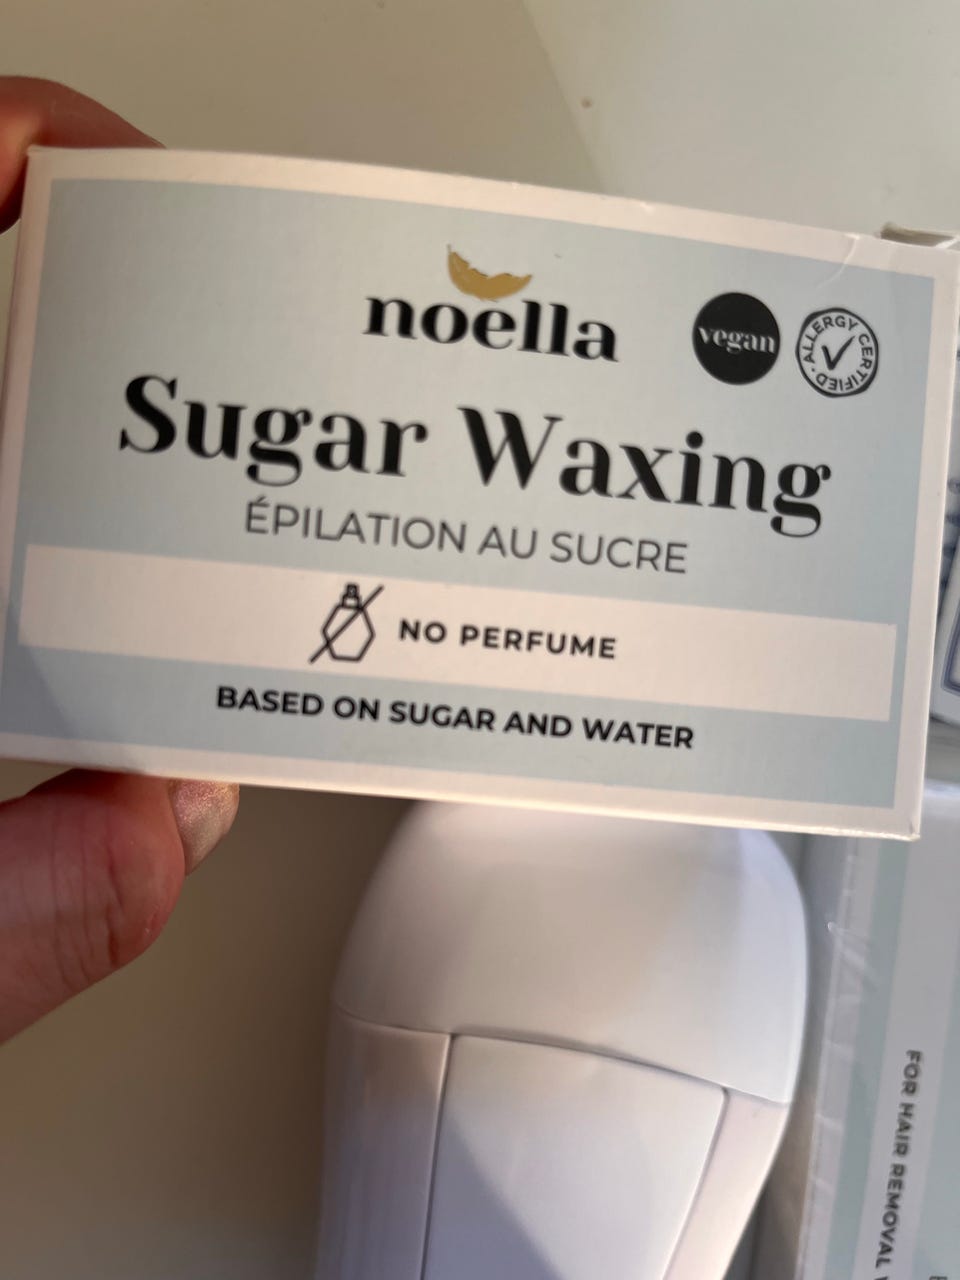 noella
vegan
ALLERGY CERTIFIED
Sugar Waxing
ÉPILATION AU SUCRE
NO PERFUME
BASED ON SUGAR AND WATER
FOR HAIR REMOVAL